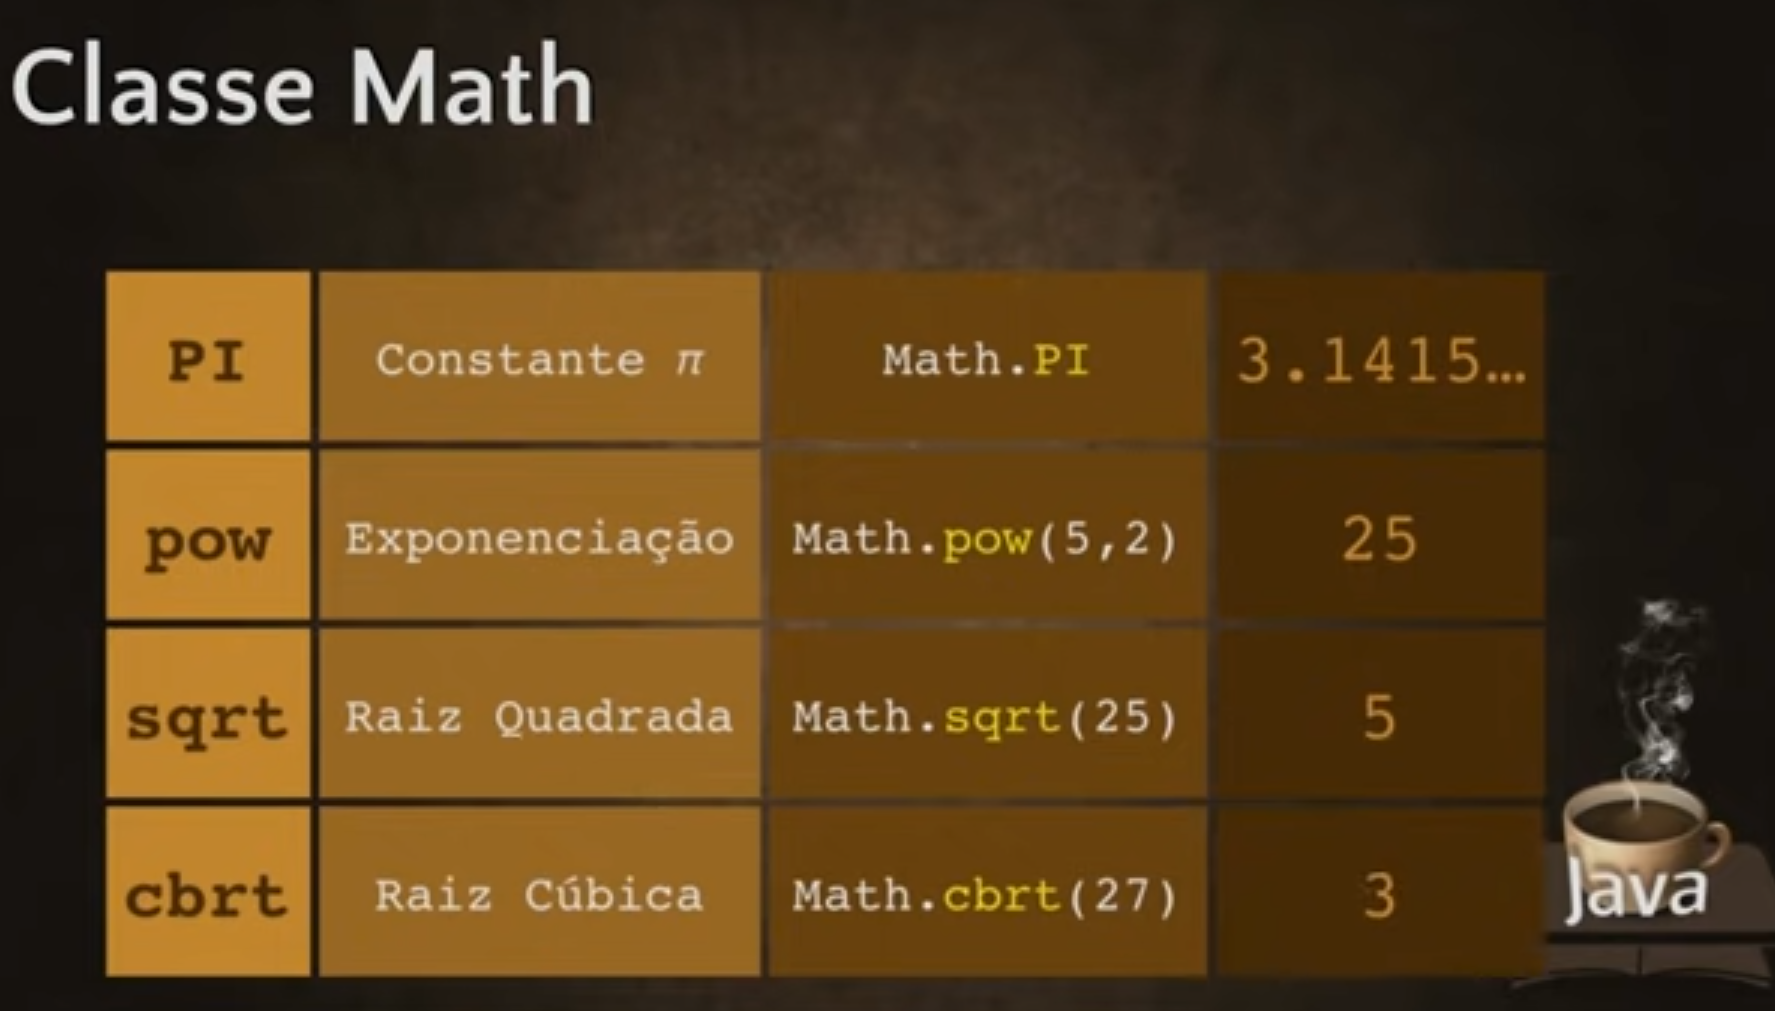 Classe Math
PI Constante π Math.PI 3.1415…
pow Exponenciação Math.pow(5,2) 25
sqrt Raiz Quadrada Math.sqrt(25) 5
cbrt Raiz Cúbica Math.cbrt(27) 3
Java